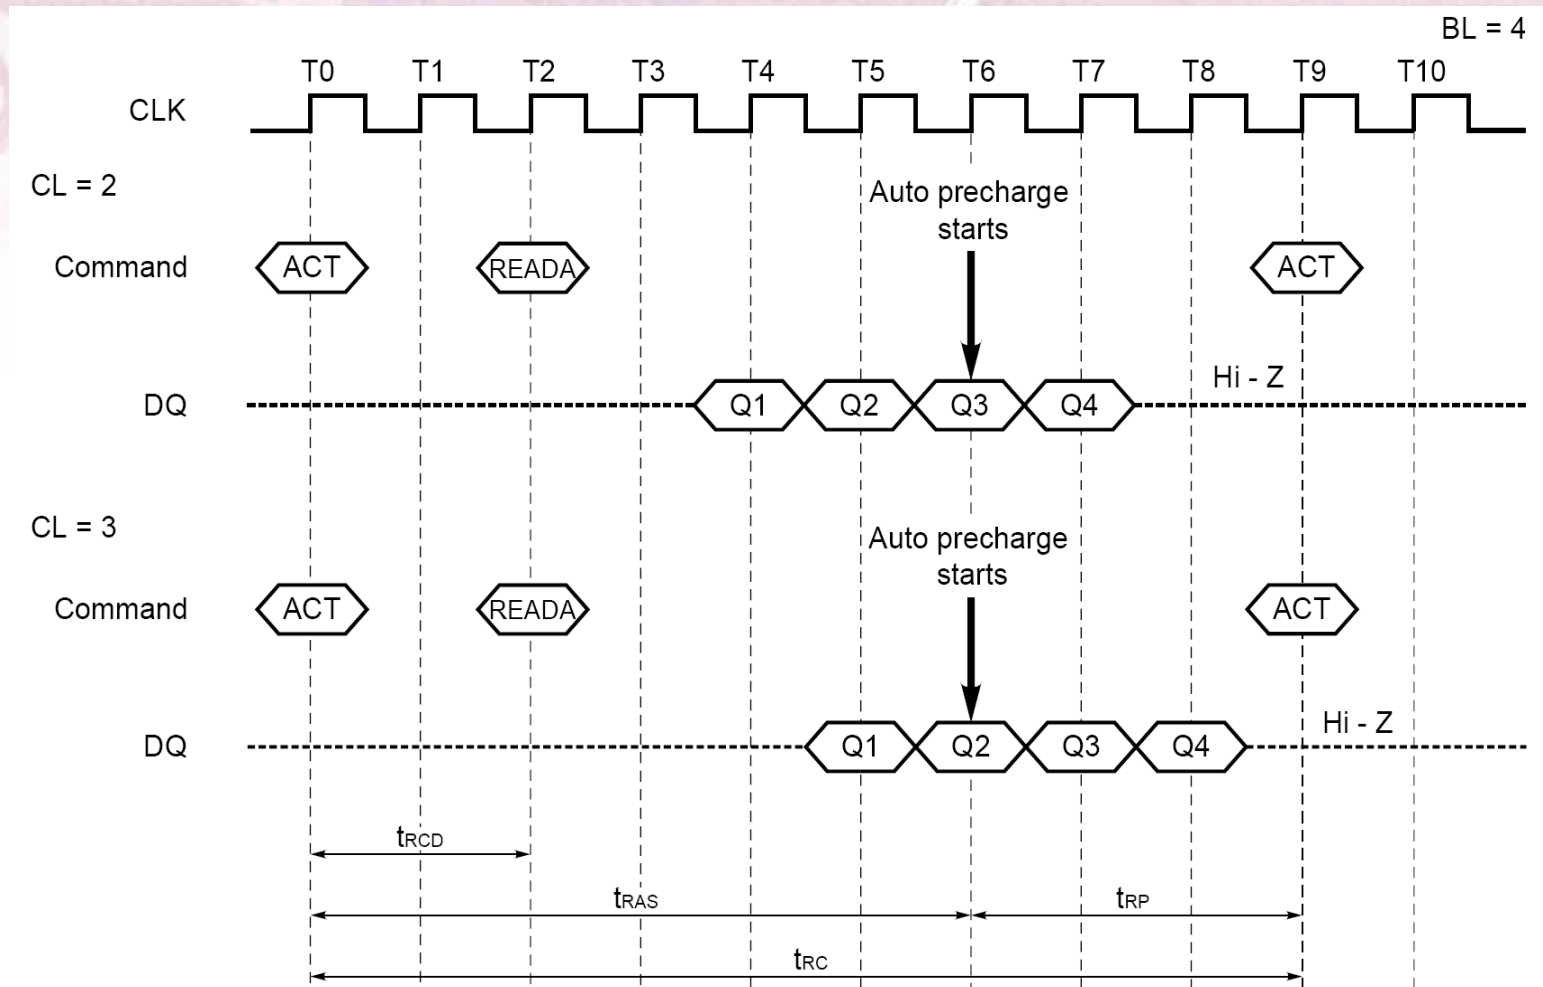 BL = 4
T0 T1 T2 T3 T4 T5 T6 T7 T8 T9 T10
CLK
CL = 2
Auto precharge
starts
Command ACT READA ACT
Hi - Z
DQ Q1 Q2 Q3 Q4
CL = 3
Auto precharge
starts
Command ACT READA ACT
Hi - Z
DQ Q1 Q2 Q3 Q4
tRCD
tRAS tRP
tRC